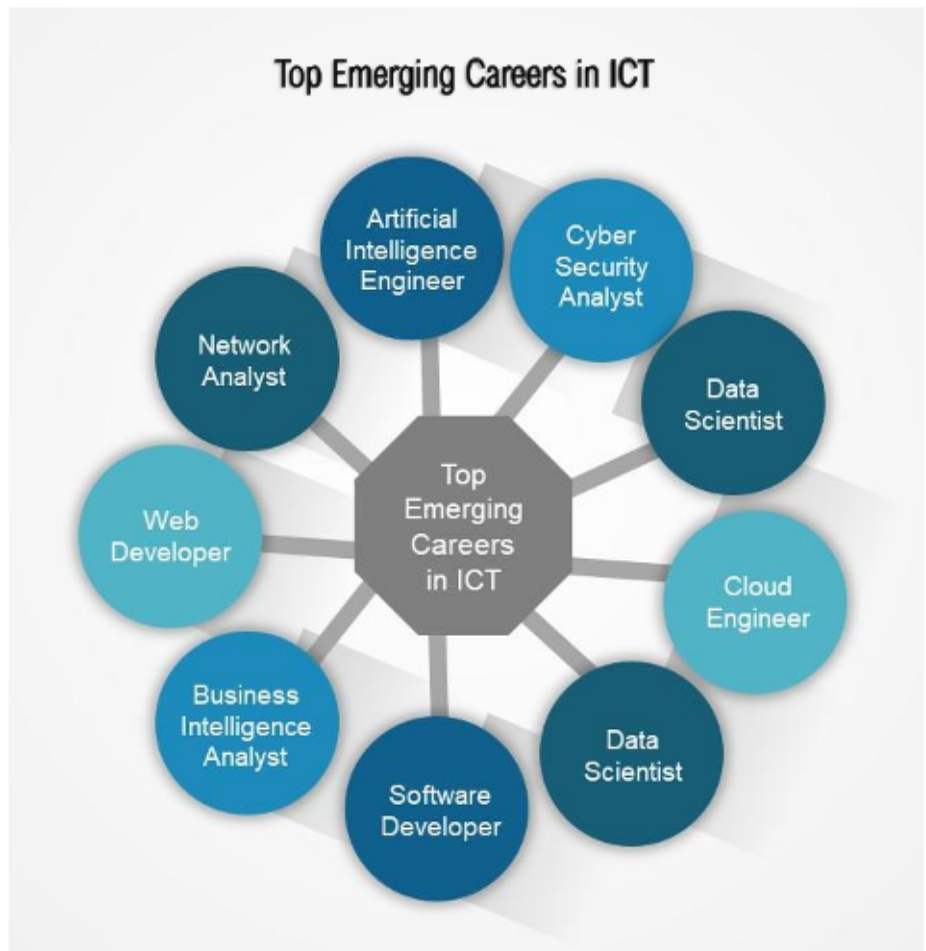 Top Emerging Careers in ICT
Artificial
Intelligence
Engineer
Cyber
Security
Analyst
Data
Scientist
Cloud
Engineer
Data
Scientist
Software
Developer
Business
Intelligence
Analyst
Web
Developer
Network
Analyst
Top
Emerging
Careers
in ICT